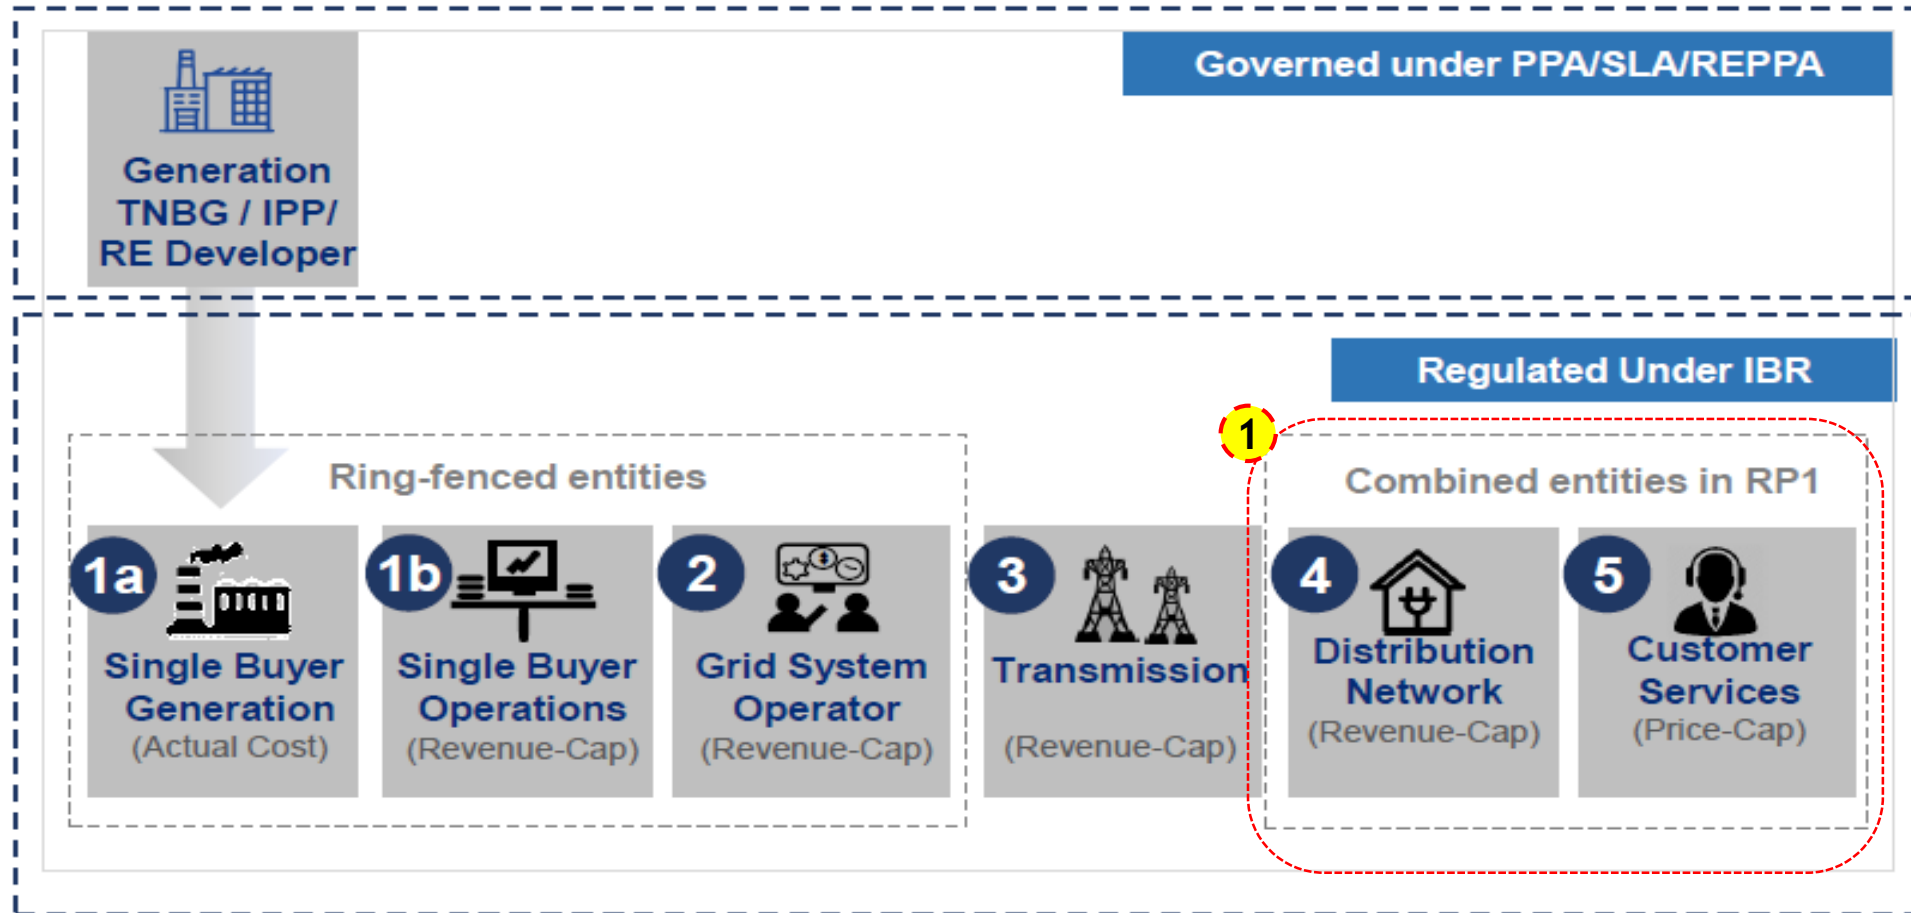 Governed under PPA/SLA/REPPA
Generation
TNBG / IPP/
RE Developer
Regulated Under IBR
1
Ring-fenced entities
Combined entities in RP1
1a
Single Buyer
Generation
(Actual Cost)
1b
Single Buyer
Operations
(Revenue-Cap)
2
Grid System
Operator
(Revenue-Cap)
3
Transmission
(Revenue-Cap)
4
Distribution
Network
(Revenue-Cap)
5
Customer
Services
(Price-Cap)